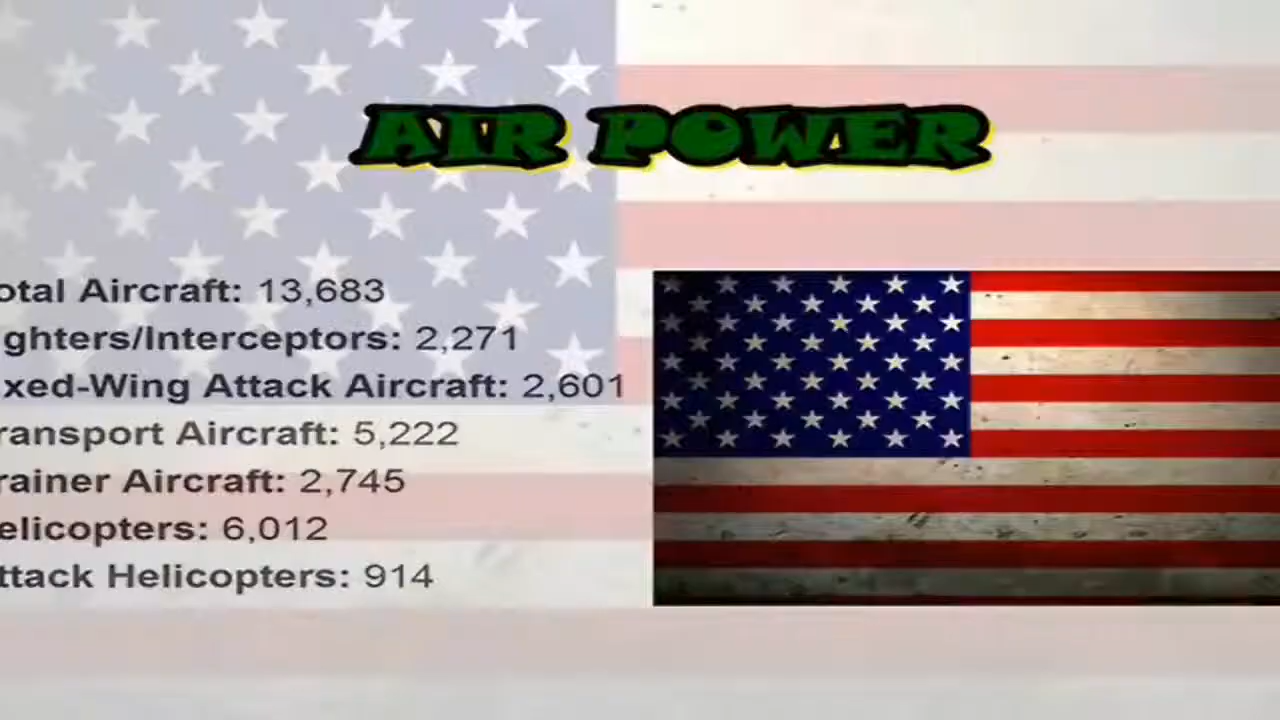 AIR POWER
otal Aircraft: 13,683
ghters/Interceptors: 2,271
xed-Wing Attack Aircraft: 2,601
ransport Aircraft: 5,222
rainer Aircraft: 2,745
elicopters: 6,012
ttack Helicopters: 914